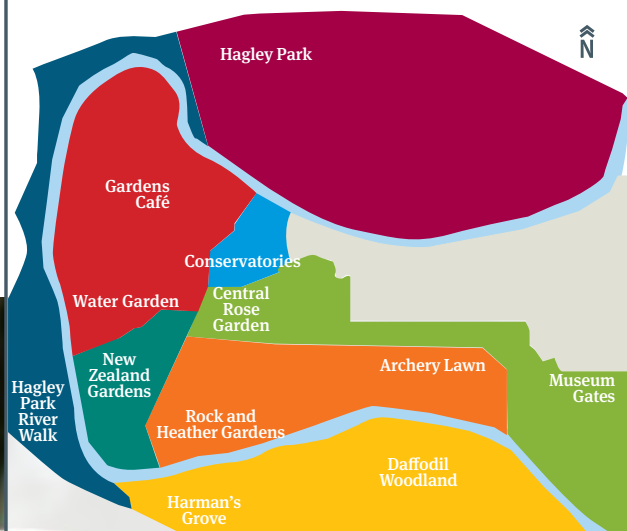 Hagley Park
N
Gardens
Café
Conservatories
Water Garden
Central
Rose
Garden
New
Zealand
Gardens
Archery Lawn
Museum
Gates
Hagley
Park
River
Walk
Rock and
Heather Gardens
Daffodil
Woodland
Harman's
Grove